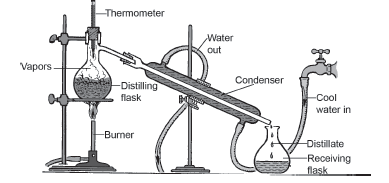 Thermometer
Water
out
Vapors
Condenser
Distilling
flask
Cool
water in
Burner
Distillate
Receiving
flask